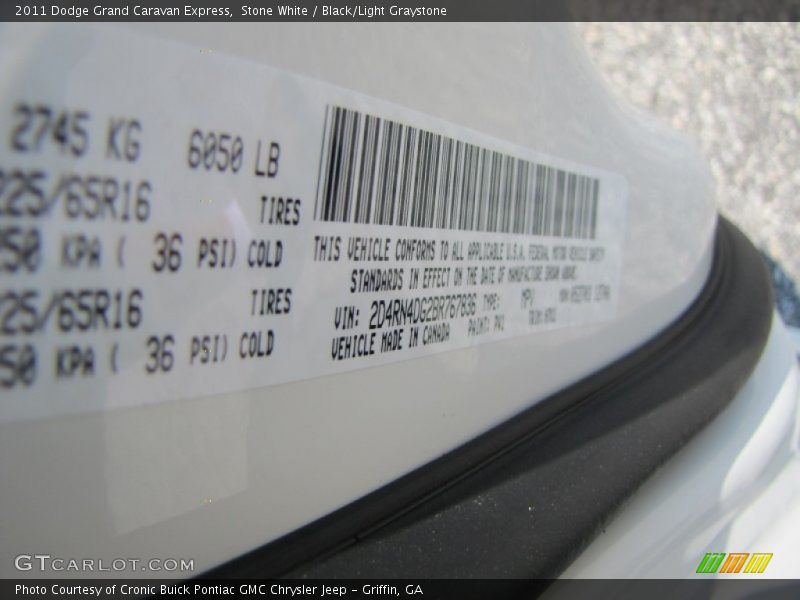 2011 Dodge Grand Caravan Express, Stone White / Black/Light Graystone
2745 KG 6050 LB
225/65R16 TIRES
250 KPA ( 36 PSI) COLD
225/65R16 TIRES
250 KPA ( 36 PSI) COLD
THIS VEHICLE CONFORMS TO ALL APPLICABLE U.S.A. FEDERAL MOTOR VEHICLE SAFETY
STANDARDS IN EFFECT ON THE DATE OF MANUFACTURE SHOWN ABOVE.
VIN: 2D4RN4DG2BR767836 TYPE: MPV
VEHICLE MADE IN CANADA PAINT: PW1
GTCARLOT.COM
Photo Courtesy of Cronic Buick Pontiac GMC Chrysler Jeep – Griffin, GA